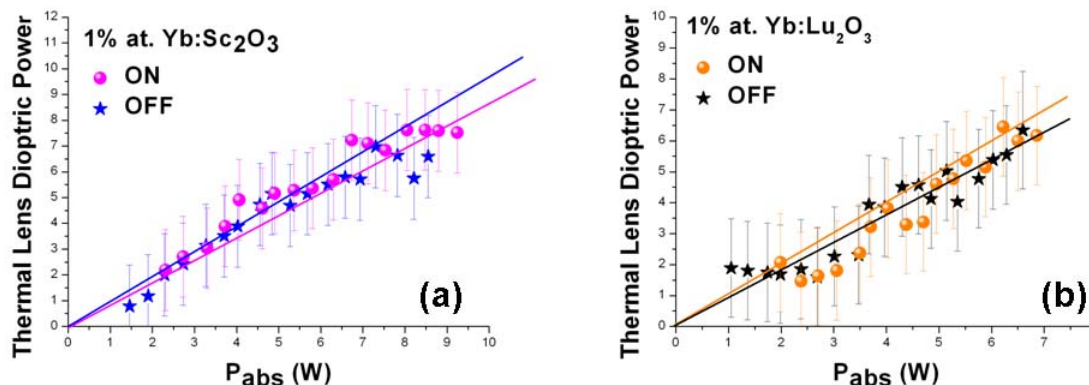 12
11
10
9
8
7
6
5
4
3
2
1
0
Thermal Lens Dioptric Power
1% at. Yb:Sc₂O₃
ON
OFF
(a)
0 1 2 3 4 5 6 7 8 9 10
Pabs (W)
10
9
8
7
6
5
4
3
2
1
0
Thermal Lens Dioptric Power
1% at. Yb:Lu₂O₃
ON
OFF
(b)
0 1 2 3 4 5 6 7
Pabs (W)